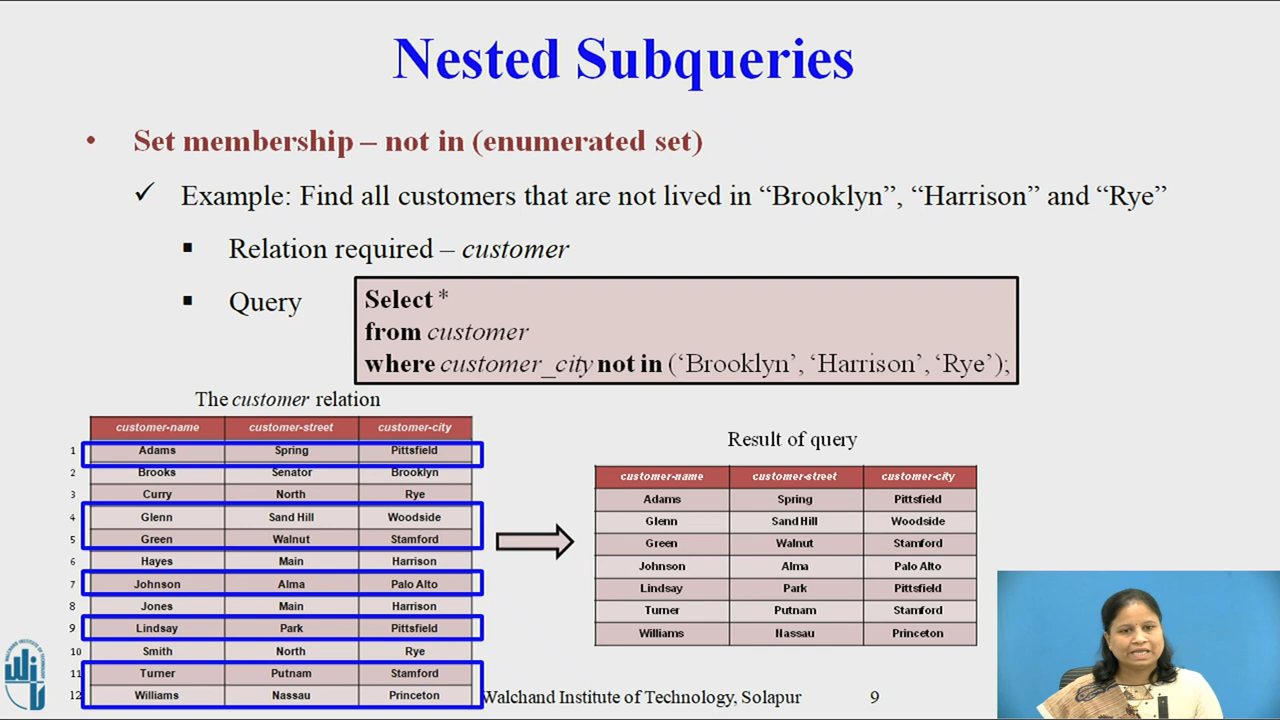 Nested Subqueries
• Set membership – not in (enumerated set)
✓ Example: Find all customers that are not lived in “Brooklyn”, “Harrison” and “Rye”
▪ Relation required – customer
▪ Query
Select *
from customer
where customer_city not in (‘Brooklyn’, ‘Harrison’, ‘Rye’);
The customer relation
customer-name customer-street customer-city
1 Adams Spring Pittsfield
2 Brooks Senator Brooklyn
3 Curry North Rye
4 Glenn Sand Hill Woodside
5 Green Walnut Stamford
6 Hayes Main Harrison
7 Johnson Alma Palo Alto
8 Jones Main Harrison
9 Lindsay Park Pittsfield
10 Smith North Rye
11 Turner Putnam Stamford
12 Williams Nassau Princeton
Result of query
customer-name customer-street customer-city
Adams Spring Pittsfield
Glenn Sand Hill Woodside
Green Walnut Stamford
Johnson Alma Palo Alto
Lindsay Park Pittsfield
Turner Putnam Stamford
Williams Nassau Princeton
Walchand Institute of Technology, Solapur 9